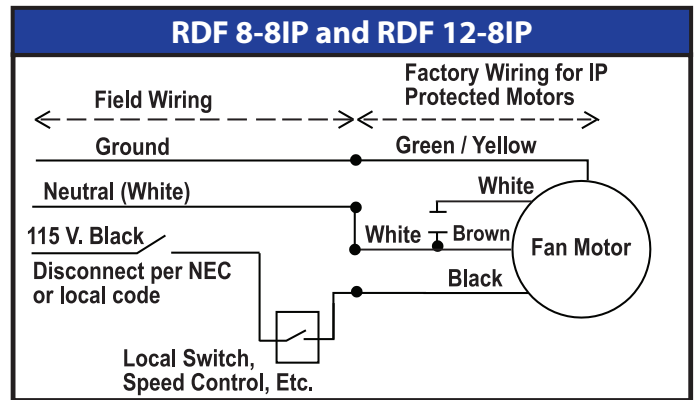 RDF 8-8IP and RDF 12-8IP
Factory Wiring for IP
Protected Motors
Field Wiring
Ground
Green / Yellow
Neutral (White)
White
115 V. Black
White
Brown
Fan Motor
Disconnect per NEC
or local code
Black
Local Switch,
Speed Control, Etc.